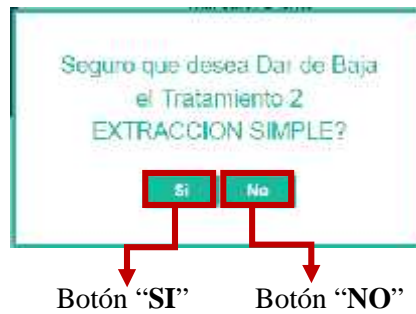 Seguro que desea Dar de Baja
el Tratamiento 2
EXTRACCION SIMPLE?
Si No
Botón “SI” Botón “NO”